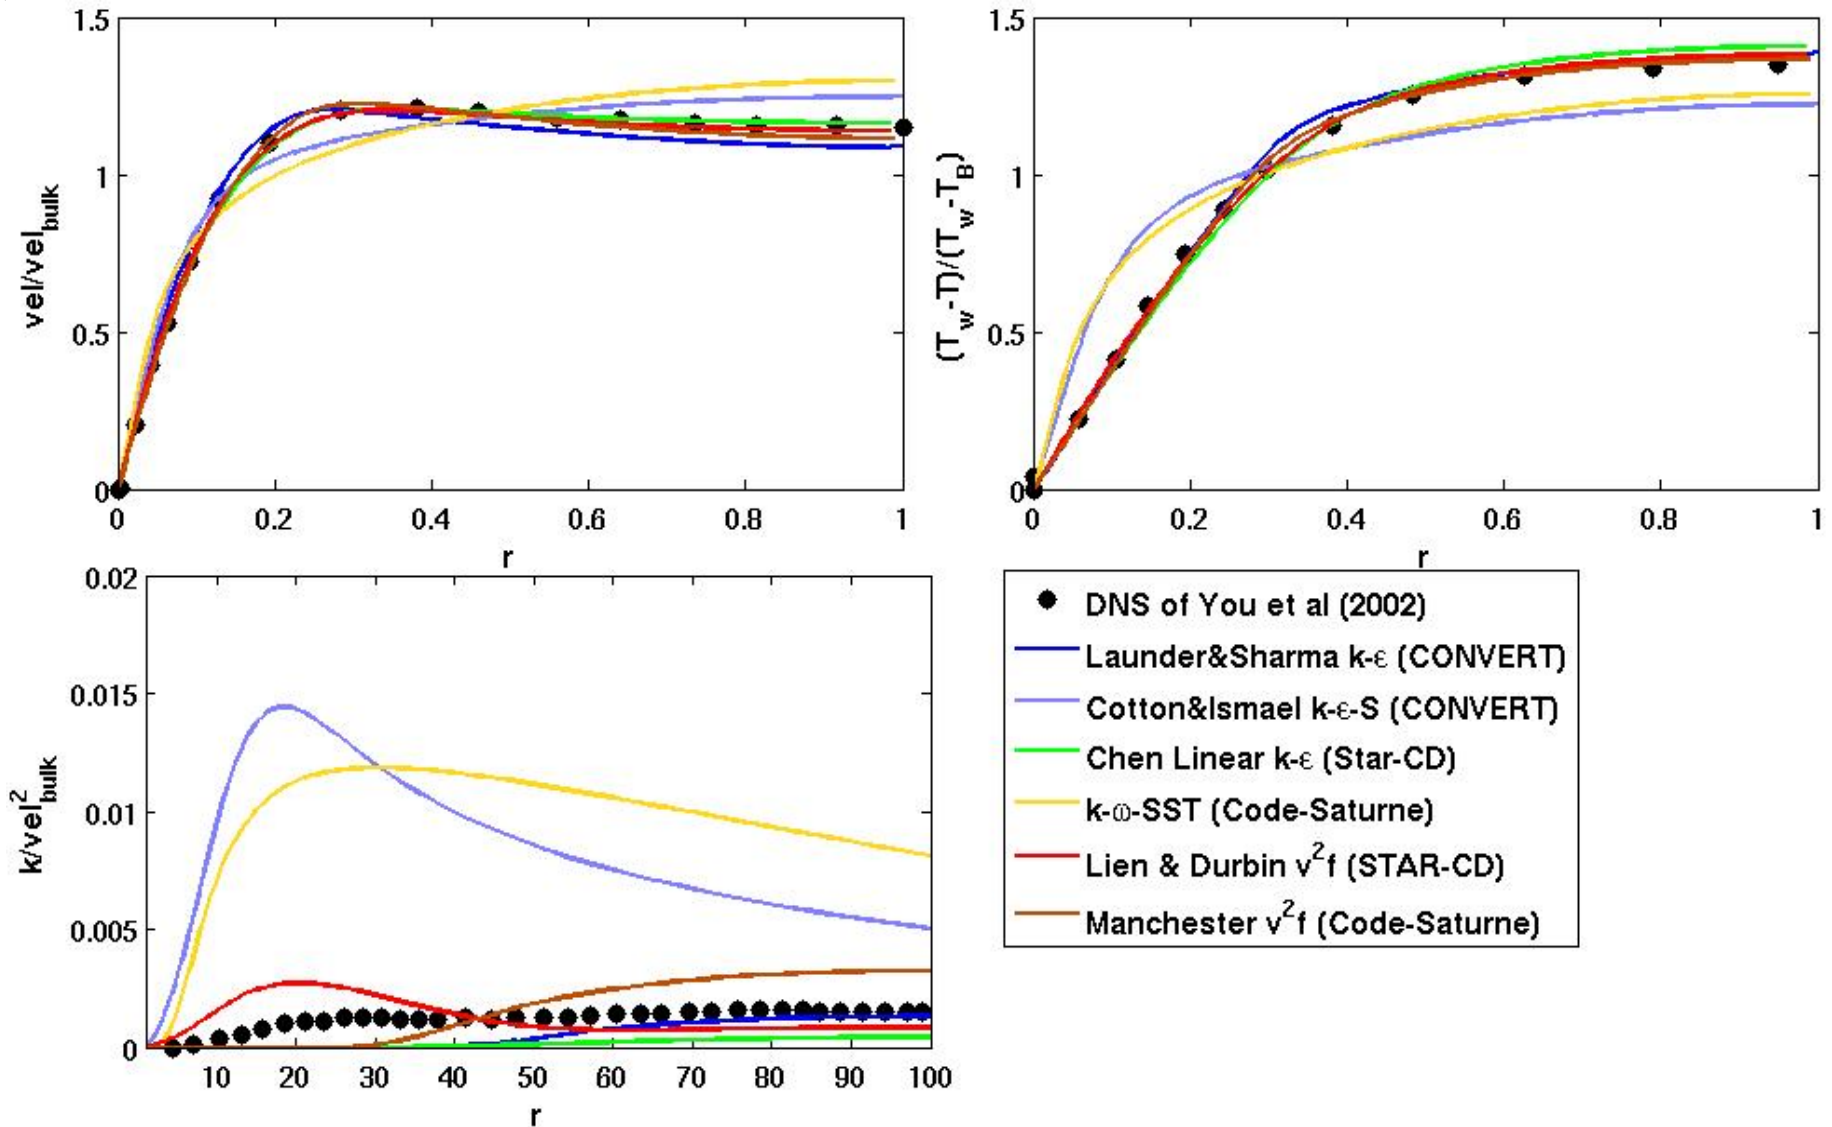 1.5
1
0.5
0
vel/vel_bulk
0 0.2 0.4 0.6 0.8 1
r
1.5
1
0.5
0
(T_w-T)/(T_w-T_B)
0 0.2 0.4 0.6 0.8 1
r
0.02
0.015
0.01
0.005
0
k/vel²_bulk
10 20 30 40 50 60 70 80 90 100
r
DNS of You et al (2002)
Launder&Sharma k-ε (CONVERT)
Cotton&Ismael k-ε-S (CONVERT)
Chen Linear k-ε (Star-CD)
k-ω-SST (Code-Saturne)
Lien & Durbin v²f (STAR-CD)
Manchester v²f (Code-Saturne)